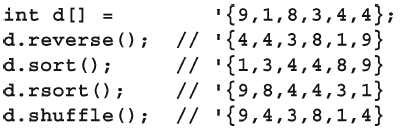 int d[] =          '{9,1,8,3,4,4};
d.reverse();  // '{4,4,3,8,1,9}
d.sort();     // '{1,3,4,4,8,9}
d.rsort();    // '{9,8,4,4,3,1}
d.shuffle();  // '{9,4,3,8,1,4}